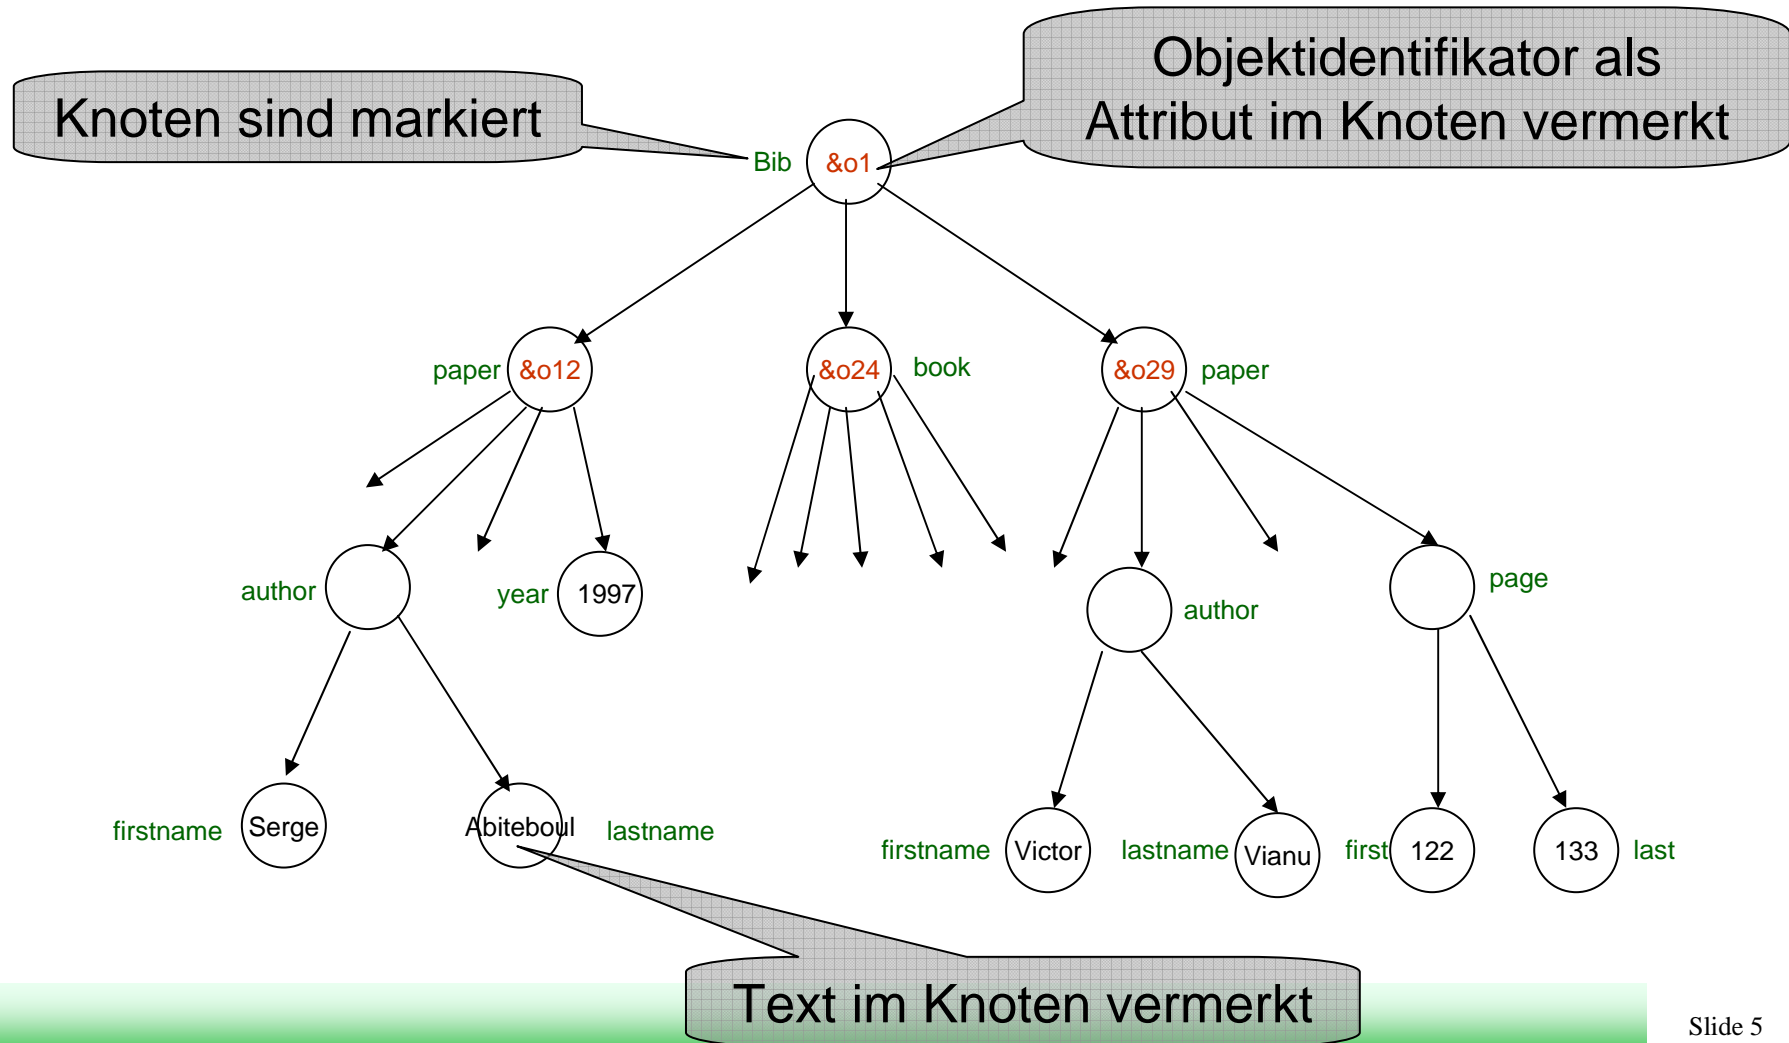 Objektidentifikator als
Attribut im Knoten vermerkt
Knoten sind markiert
Bib &o1
paper &o12 &o24 book &o29 paper
author year 1997 author page
firstname Serge Abiteboul lastname firstname Victor lastname Vianu first 122 133 last
Text im Knoten vermerkt
Slide 5